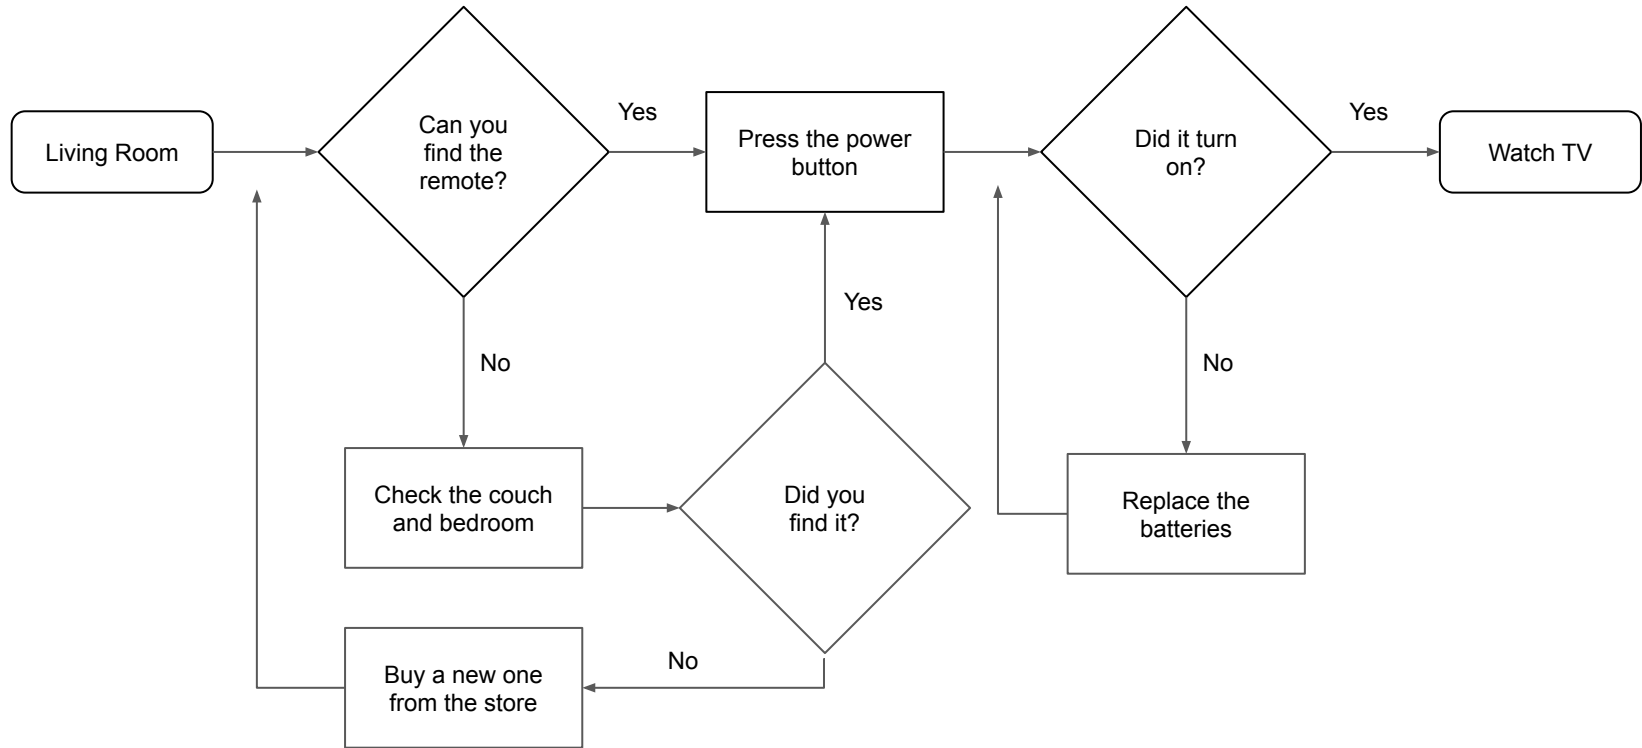 Living Room
Can you
find the
remote?
Yes
Press the power
button
Did it turn
on?
Yes
Watch TV
No
Yes
No
Check the couch
and bedroom
Did you
find it?
Replace the
batteries
No
Buy a new one
from the store